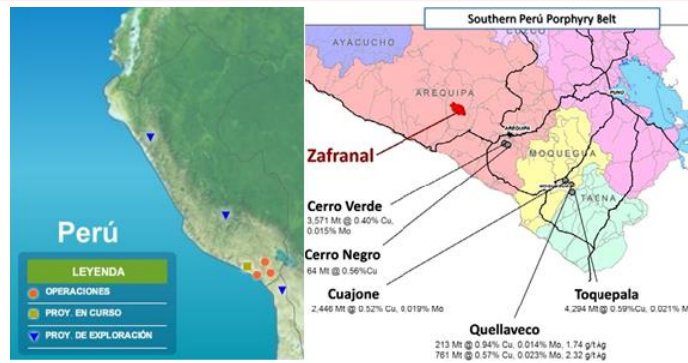 Perú
LEYENDA
OPERACIONES
PROY. EN CURSO
PROY. DE EXPLORACIÓN
Southern Perú Porphyry Belt
CUZCO
AYACUCHO
AREQUIPA
PUNO
AREQUIPA
Zafranal
MOQUEGUA
TACNA
Cerro Verde
3,571 Mt @ 0.40% Cu,
0.015% Mo
Cerro Negro
64 Mt @ 0.56%Cu
Cuajone
2,446 Mt @ 0.52% Cu, 0.019% Mo
Toquepala
4,294 Mt @ 0.59%Cu, 0.021% M
Quellaveco
213 Mt @ 0.94% Cu, 0.014% Mo, 1.74 g/t Ag
761 Mt @ 0.57% Cu, 0.023% Mo, 2.32 g/t Ag